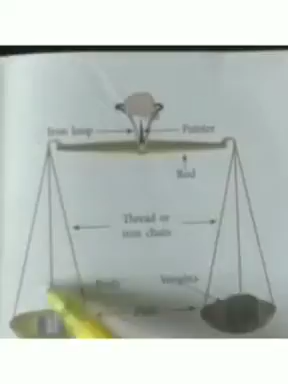 Iron loop
Pointer
Rod
Thread or
iron chain
Weights
Pans